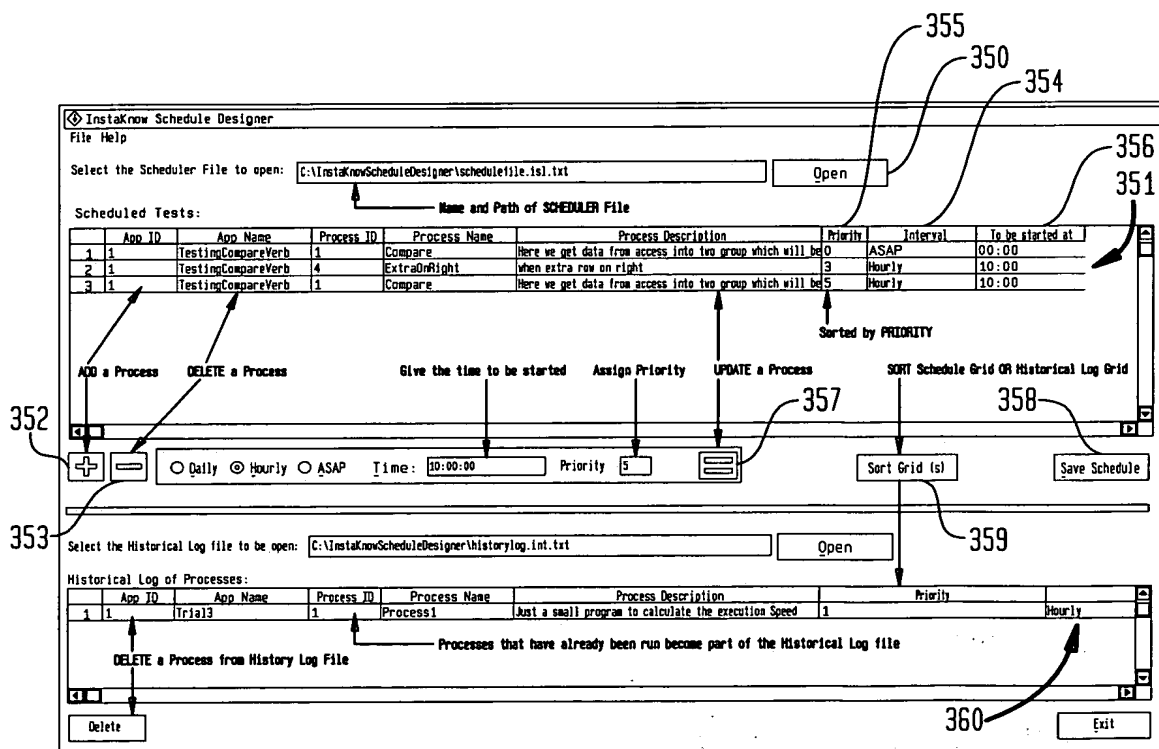 355
350
354
InstaKnow Schedule Designer
File Help
356
Select the Scheduler File to open: C:\InstaKnowScheduleDesigner\schedulefile.isl.txt Open
351
Name and Path of SCHEDULER File
Scheduled Tests:
App ID App Name Process ID Process Name Process Description Priority Interval To be started at
1 1 TestingCompareVerb 1 Compare Here we get data from access into two group which will be 0 ASAP 00:00
2 1 TestingCompareVerb 4 ExtraOnRight when extra row on right 3 Hourly 10:00
3 1 TestingCompareVerb 1 Compare Here we get data from access into two group which will be 5 Hourly 10:00
Sorted by PRIORITY
ADD a Process DELETE a Process Give the time to be started Assign Priority UPDATE a Process SORT Schedule Grid OR Historical Log Grid
352 357 358
Daily Hourly ASAP Time: 10:00:00 Priority 5 Sort Grid (s) Save Schedule
353 359
Select the Historical Log file to be open: C:\InstaKnowScheduleDesigner\historylog.int.txt Open
Historical Log of Processes:
App ID App Name Process ID Process Name Process Description Priority
1 1 Trial3 1 Process1 Just a small program to calculate the execution Speed 1 Hourly
Processes that have already been run become part of the Historical Log file
DELETE a Process from History Log File
360
Delete Exit